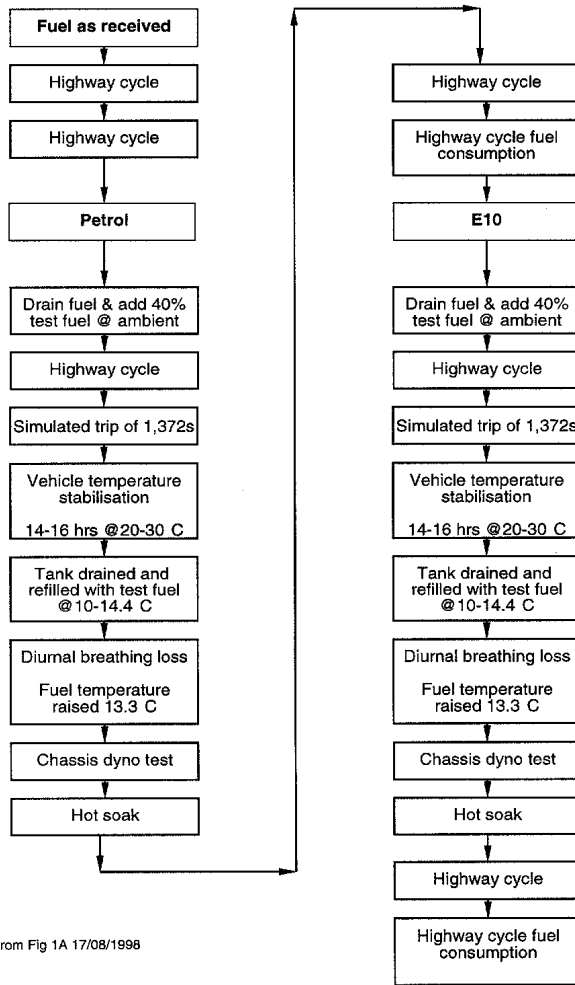 Fuel as received
Highway cycle
Highway cycle
Petrol
Drain fuel & add 40%
test fuel @ ambient
Highway cycle
Simulated trip of 1,372s
Vehicle temperature
stabilisation
14-16 hrs @20-30 C
Tank drained and
refilled with test fuel
@10-14.4 C
Diurnal breathing loss
Fuel temperature
raised 13.3 C
Chassis dyno test
Hot soak
Highway cycle
Highway cycle fuel
consumption
E10
Drain fuel & add 40%
test fuel @ ambient
Highway cycle
Simulated trip of 1,372s
Vehicle temperature
stabilisation
14-16 hrs @20-30 C
Tank drained and
refilled with test fuel
@10-14.4 C
Diurnal breathing loss
Fuel temperature
raised 13.3 C
Chassis dyno test
Hot soak
Highway cycle
Highway cycle fuel
consumption
rom Fig 1A 17/08/1998